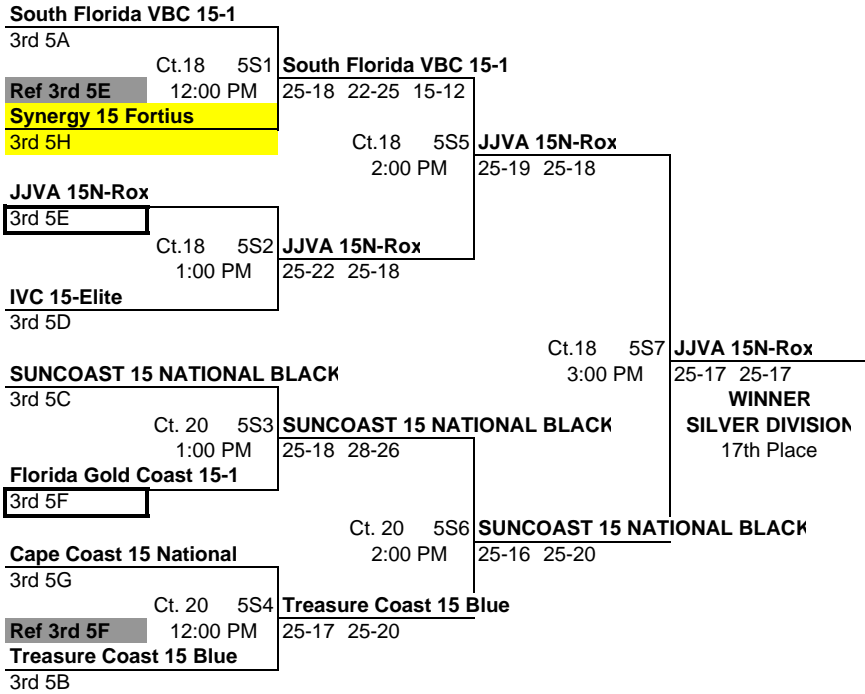 South Florida VBC 15-1
3rd 5A
Ct.18 5S1 South Florida VBC 15-1
Ref 3rd 5E 12:00 PM 25-18 22-25 15-12
Synergy 15 Fortius
3rd 5H Ct.18 5S5 JJVA 15N-Rox
2:00 PM 25-19 25-18
JJVA 15N-Rox
3rd 5E
Ct.18 5S2 JJVA 15N-Rox
1:00 PM 25-22 25-18
IVC 15-Elite
3rd 5D
Ct.18 5S7 JJVA 15N-Rox
SUNCOAST 15 NATIONAL BLACK 3:00 PM 25-17 25-17
3rd 5C WINNER
Ct. 20 5S3 SUNCOAST 15 NATIONAL BLACK SILVER DIVISION
1:00 PM 25-18 28-26 17th Place
Florida Gold Coast 15-1
3rd 5F
Ct. 20 5S6 SUNCOAST 15 NATIONAL BLACK
Cape Coast 15 National 2:00 PM 25-16 25-20
3rd 5G
Ct. 20 5S4 Treasure Coast 15 Blue
Ref 3rd 5F 12:00 PM 25-17 25-20
Treasure Coast 15 Blue
3rd 5B